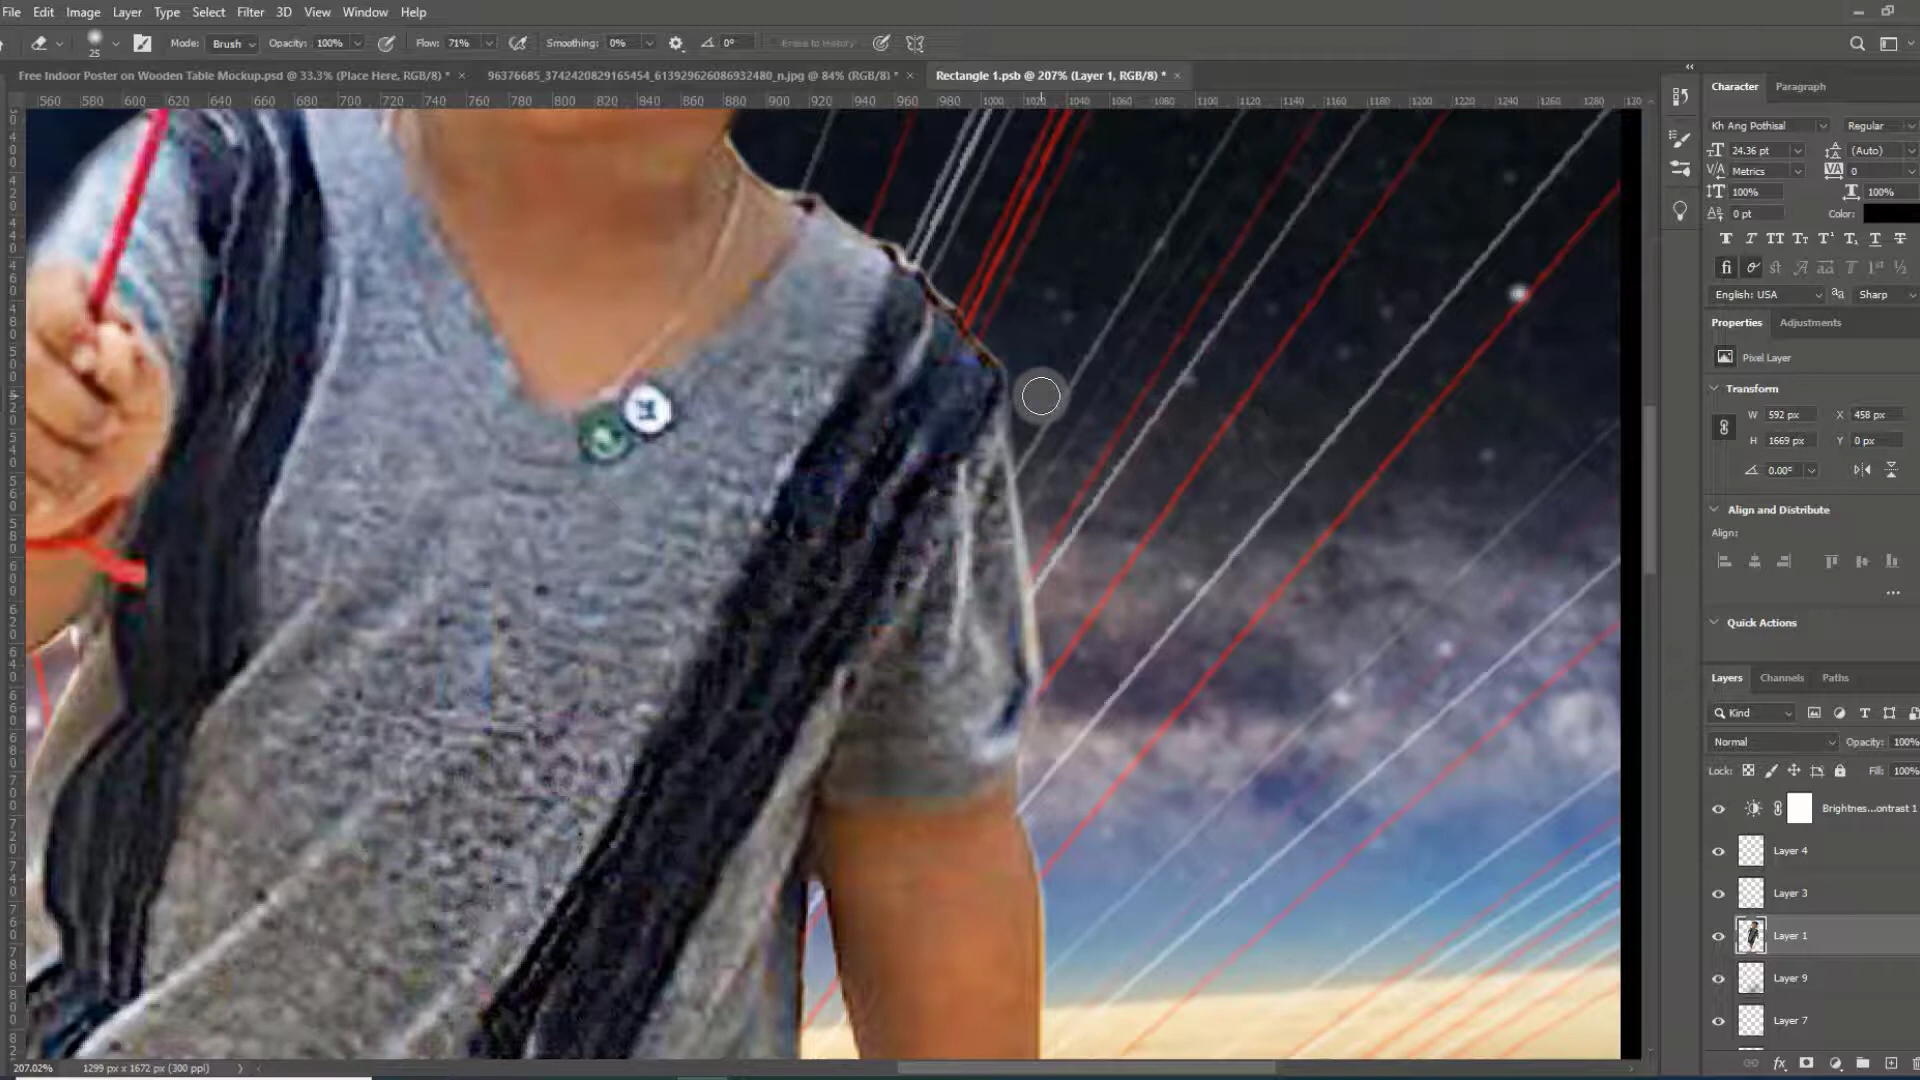 File Edit Image Layer Type Select Filter 3D View Window Help
25 Mode: Brush Opacity: 100% Flow: 71% Smoothing: 0% 0° Erase to History
Free Indoor Poster on Wooden Table Mockup.psd @ 33.3% (Place Here, RGB/8) * × 96376685_3742420829165454_613929626086932480_n.jpg @ 84% (RGB/8) * × Rectangle 1.psb @ 207% (Layer 1, RGB/8) * ×
560 580 600 620 640 660 680 700 720 740 760 780 800 820 840 860 880 900 920 940 960 980 1000 1020 1040 1060 1080 1100 1120 1140 1160 1180 1200 1220 1240 1260 1280 130
Character Paragraph
Kh Ang Pothisal Regular
24.36 pt (Auto)
Metrics 0
100% 100%
0 pt Color:
English: USA Sharp
Properties Adjustments
Pixel Layer
Transform
W 592 px X 458 px
H 1669 px Y 0 px
0.00°
Align and Distribute
Align:
Quick Actions
Layers Channels Paths
Kind
Normal Opacity: 100%
Lock: Fill: 100%
Brightnes...ontrast 1
Layer 4
Layer 3
Layer 1
Layer 9
Layer 7
207.02% 1299 px x 1672 px (300 ppi)